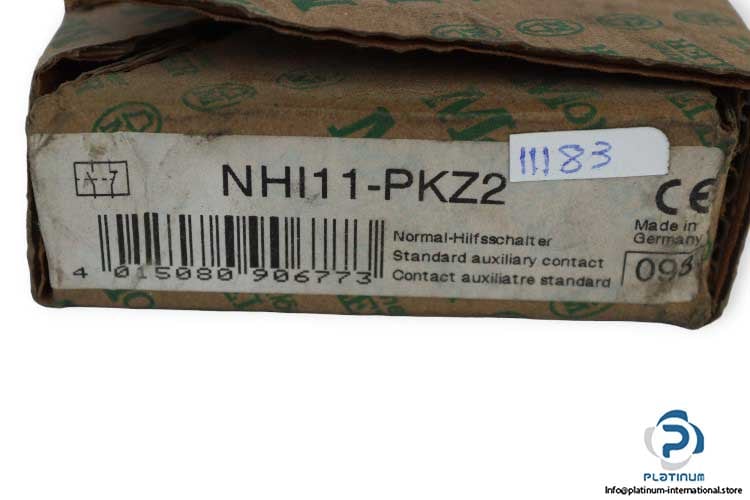 NHI11-PKZ2
11183
CE
Made in
Germany
Normal-Hilfsschalter
Standard auxiliary contact
Contact auxiliatre standard
4 015080 906773
PLATINUM
Info@platinum-international.store